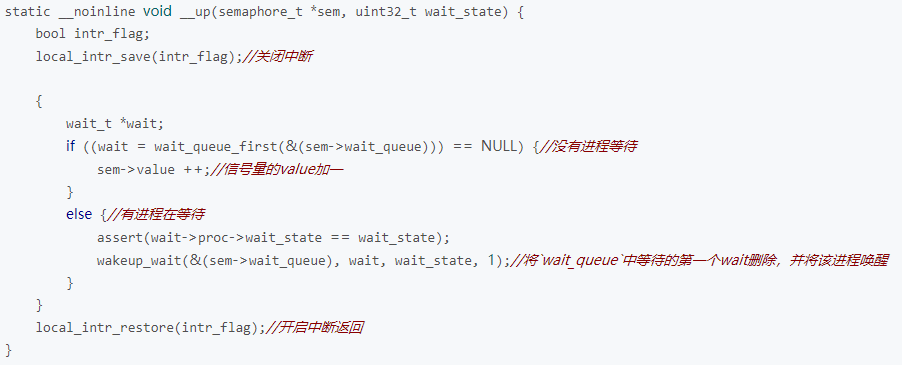 static __noinline void __up(semaphore_t *sem, uint32_t wait_state) {
    bool intr_flag;
    local_intr_save(intr_flag);//关闭中断

    {
        wait_t *wait;
        if ((wait = wait_queue_first(&(sem->wait_queue))) == NULL) {//没有进程等待
            sem->value ++;//信号量的value加一
        }
        else {//有进程在等待
            assert(wait->proc->wait_state == wait_state);
            wakeup_wait(&(sem->wait_queue), wait, wait_state, 1);//将`wait_queue`中等待的第一个wait删除，并将该进程唤醒
        }
    }
    local_intr_restore(intr_flag);//开启中断返回
}